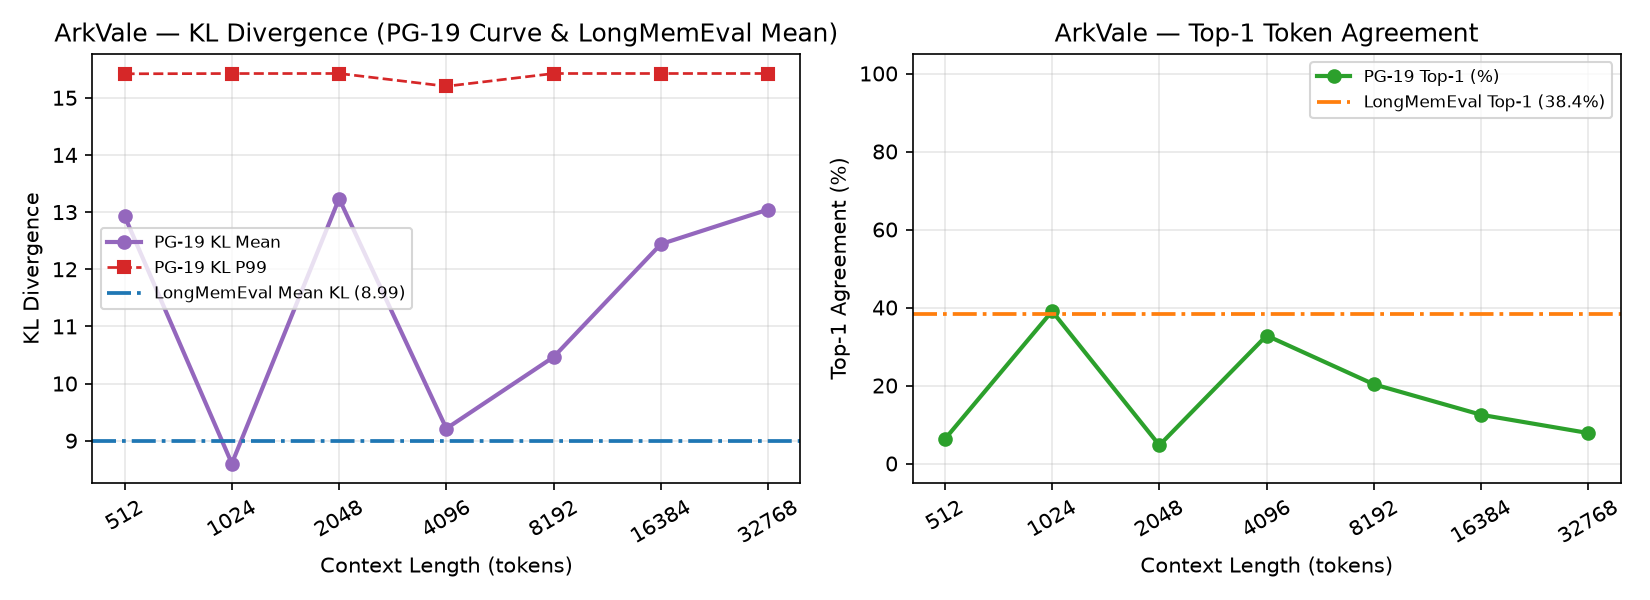 ArkVale — KL Divergence (PG-19 Curve & LongMemEval Mean)
KL Divergence
15
14
13
12
11
10
9
PG-19 KL Mean
PG-19 KL P99
LongMemEval Mean KL (8.99)
512
1024
2048
4096
8192
16384
32768
Context Length (tokens)
ArkVale — Top-1 Token Agreement
Top-1 Agreement (%)
100
80
60
40
20
0
PG-19 Top-1 (%)
LongMemEval Top-1 (38.4%)
512
1024
2048
4096
8192
16384
32768
Context Length (tokens)